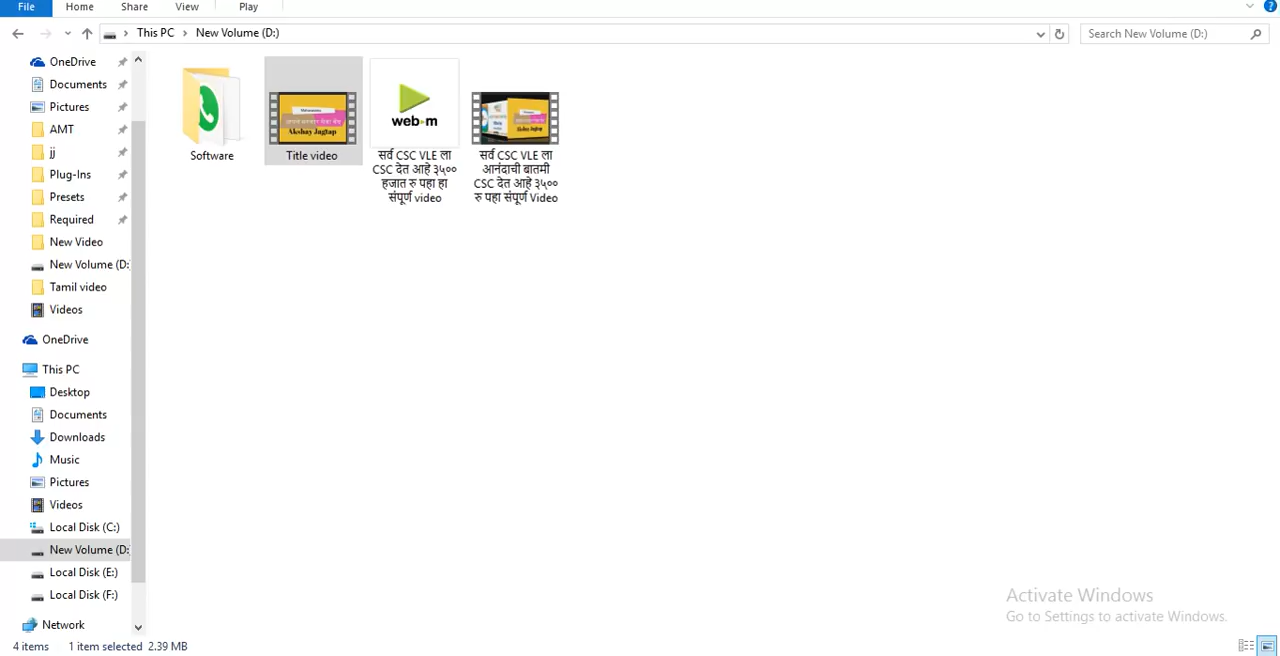 File Home Share View Play
This PC › New Volume (D:)
Search New Volume (D:)
OneDrive
Documents
Pictures
AMT
jj
Plug-Ins
Presets
Required
New Video
New Volume (D:
Tamil video
Videos
OneDrive
This PC
Desktop
Documents
Downloads
Music
Pictures
Videos
Local Disk (C:)
New Volume (D:
Local Disk (E:)
Local Disk (F:)
Network
Software
Akshay Jagtap
Title video
web-m
सर्व CSC VLE ला
CSC देत आहे ३५००
हजात रु पहा हा
संपूर्ण video
सर्व CSC VLE ला
आनंदाची बातमी
CSC देत आहे ३५००
रु पहा संपूर्ण Video
Activate Windows
Go to Settings to activate Windows.
4 items 1 item selected 2.39 MB